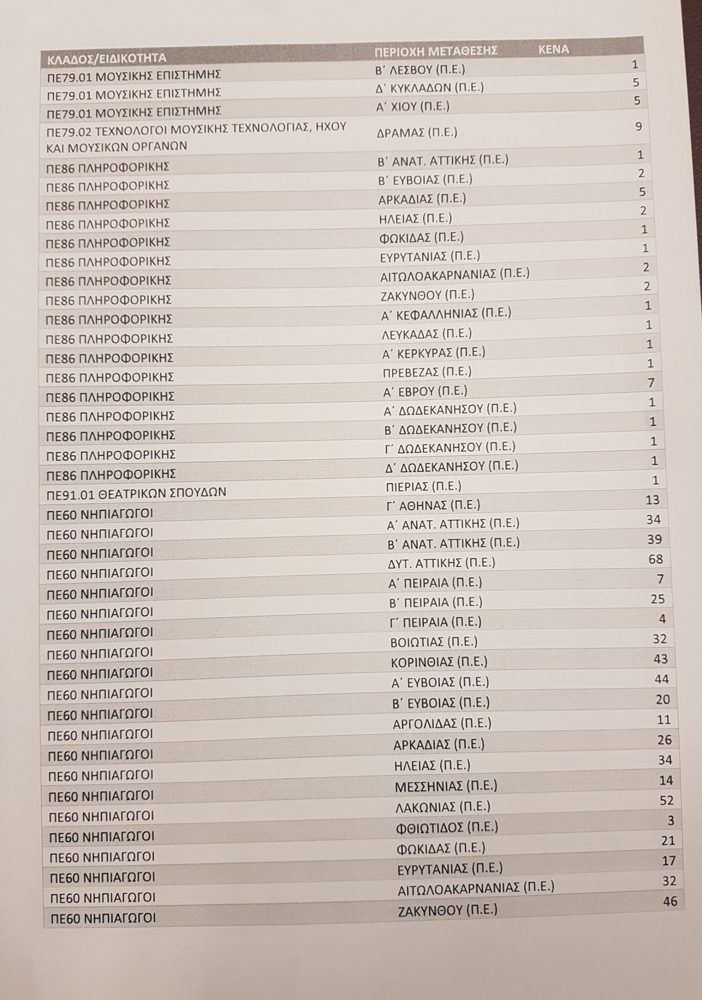 ΚΛΑΔΟΣ/ΕΙΔΙΚΟΤΗΤΑ ΠΕΡΙΟΧΗ ΜΕΤΑΘΕΣΗΣ ΚΕΝΑ
ΠΕ79.01 ΜΟΥΣΙΚΗΣ ΕΠΙΣΤΗΜΗΣ Β΄ ΛΕΣΒΟΥ (Π.Ε.) 1
ΠΕ79.01 ΜΟΥΣΙΚΗΣ ΕΠΙΣΤΗΜΗΣ Δ΄ ΚΥΚΛΑΔΩΝ (Π.Ε.) 5
ΠΕ79.01 ΜΟΥΣΙΚΗΣ ΕΠΙΣΤΗΜΗΣ Α΄ ΧΙΟΥ (Π.Ε.) 5
ΠΕ79.02 ΤΕΧΝΟΛΟΓΟΙ ΜΟΥΣΙΚΗΣ ΤΕΧΝΟΛΟΓΙΑΣ, ΗΧΟΥ
ΚΑΙ ΜΟΥΣΙΚΩΝ ΟΡΓΑΝΩΝ ΔΡΑΜΑΣ (Π.Ε.) 9
ΠΕ86 ΠΛΗΡΟΦΟΡΙΚΗΣ Β΄ ΑΝΑΤ. ΑΤΤΙΚΗΣ (Π.Ε.) 1
ΠΕ86 ΠΛΗΡΟΦΟΡΙΚΗΣ Β΄ ΕΥΒΟΙΑΣ (Π.Ε.) 2
ΠΕ86 ΠΛΗΡΟΦΟΡΙΚΗΣ ΑΡΚΑΔΙΑΣ (Π.Ε.) 5
ΠΕ86 ΠΛΗΡΟΦΟΡΙΚΗΣ ΗΛΕΙΑΣ (Π.Ε.) 2
ΠΕ86 ΠΛΗΡΟΦΟΡΙΚΗΣ ΦΩΚΙΔΑΣ (Π.Ε.) 1
ΠΕ86 ΠΛΗΡΟΦΟΡΙΚΗΣ ΕΥΡΥΤΑΝΙΑΣ (Π.Ε.) 1
ΠΕ86 ΠΛΗΡΟΦΟΡΙΚΗΣ ΑΙΤΩΛΟΑΚΑΡΝΑΝΙΑΣ (Π.Ε.) 2
ΠΕ86 ΠΛΗΡΟΦΟΡΙΚΗΣ ΖΑΚΥΝΘΟΥ (Π.Ε.) 2
ΠΕ86 ΠΛΗΡΟΦΟΡΙΚΗΣ Α΄ ΚΕΦΑΛΛΗΝΙΑΣ (Π.Ε.) 1
ΠΕ86 ΠΛΗΡΟΦΟΡΙΚΗΣ ΛΕΥΚΑΔΑΣ (Π.Ε.) 1
ΠΕ86 ΠΛΗΡΟΦΟΡΙΚΗΣ Α΄ ΚΕΡΚΥΡΑΣ (Π.Ε.) 1
ΠΕ86 ΠΛΗΡΟΦΟΡΙΚΗΣ ΠΡΕΒΕΖΑΣ (Π.Ε.) 1
ΠΕ86 ΠΛΗΡΟΦΟΡΙΚΗΣ Α΄ ΕΒΡΟΥ (Π.Ε.) 7
ΠΕ86 ΠΛΗΡΟΦΟΡΙΚΗΣ Α΄ ΔΩΔΕΚΑΝΗΣΟΥ (Π.Ε.) 1
ΠΕ86 ΠΛΗΡΟΦΟΡΙΚΗΣ Β΄ ΔΩΔΕΚΑΝΗΣΟΥ (Π.Ε.) 1
ΠΕ86 ΠΛΗΡΟΦΟΡΙΚΗΣ Γ΄ ΔΩΔΕΚΑΝΗΣΟΥ (Π.Ε.) 1
ΠΕ86 ΠΛΗΡΟΦΟΡΙΚΗΣ Δ΄ ΔΩΔΕΚΑΝΗΣΟΥ (Π.Ε.) 1
ΠΕ91.01 ΘΕΑΤΡΙΚΩΝ ΣΠΟΥΔΩΝ ΠΙΕΡΙΑΣ (Π.Ε.) 1
ΠΕ60 ΝΗΠΙΑΓΩΓΟΙ Γ΄ ΑΘΗΝΑΣ (Π.Ε.) 13
ΠΕ60 ΝΗΠΙΑΓΩΓΟΙ Α΄ ΑΝΑΤ. ΑΤΤΙΚΗΣ (Π.Ε.) 34
ΠΕ60 ΝΗΠΙΑΓΩΓΟΙ Β΄ ΑΝΑΤ. ΑΤΤΙΚΗΣ (Π.Ε.) 39
ΠΕ60 ΝΗΠΙΑΓΩΓΟΙ ΔΥΤ. ΑΤΤΙΚΗΣ (Π.Ε.) 68
ΠΕ60 ΝΗΠΙΑΓΩΓΟΙ Α΄ ΠΕΙΡΑΙΑ (Π.Ε.) 7
ΠΕ60 ΝΗΠΙΑΓΩΓΟΙ Β΄ ΠΕΙΡΑΙΑ (Π.Ε.) 25
ΠΕ60 ΝΗΠΙΑΓΩΓΟΙ Γ΄ ΠΕΙΡΑΙΑ (Π.Ε.) 4
ΠΕ60 ΝΗΠΙΑΓΩΓΟΙ ΒΟΙΩΤΙΑΣ (Π.Ε.) 32
ΠΕ60 ΝΗΠΙΑΓΩΓΟΙ ΚΟΡΙΝΘΙΑΣ (Π.Ε.) 43
ΠΕ60 ΝΗΠΙΑΓΩΓΟΙ Α΄ ΕΥΒΟΙΑΣ (Π.Ε.) 44
ΠΕ60 ΝΗΠΙΑΓΩΓΟΙ Β΄ ΕΥΒΟΙΑΣ (Π.Ε.) 20
ΠΕ60 ΝΗΠΙΑΓΩΓΟΙ ΑΡΓΟΛΙΔΑΣ (Π.Ε.) 11
ΠΕ60 ΝΗΠΙΑΓΩΓΟΙ ΑΡΚΑΔΙΑΣ (Π.Ε.) 26
ΠΕ60 ΝΗΠΙΑΓΩΓΟΙ ΗΛΕΙΑΣ (Π.Ε.) 34
ΠΕ60 ΝΗΠΙΑΓΩΓΟΙ ΜΕΣΣΗΝΙΑΣ (Π.Ε.) 14
ΠΕ60 ΝΗΠΙΑΓΩΓΟΙ ΛΑΚΩΝΙΑΣ (Π.Ε.) 52
ΠΕ60 ΝΗΠΙΑΓΩΓΟΙ ΦΘΙΩΤΙΔΟΣ (Π.Ε.) 3
ΠΕ60 ΝΗΠΙΑΓΩΓΟΙ ΦΩΚΙΔΑΣ (Π.Ε.) 21
ΠΕ60 ΝΗΠΙΑΓΩΓΟΙ ΕΥΡΥΤΑΝΙΑΣ (Π.Ε.) 17
ΠΕ60 ΝΗΠΙΑΓΩΓΟΙ ΑΙΤΩΛΟΑΚΑΡΝΑΝΙΑΣ (Π.Ε.) 32
ΠΕ60 ΝΗΠΙΑΓΩΓΟΙ ΖΑΚΥΝΘΟΥ (Π.Ε.) 46